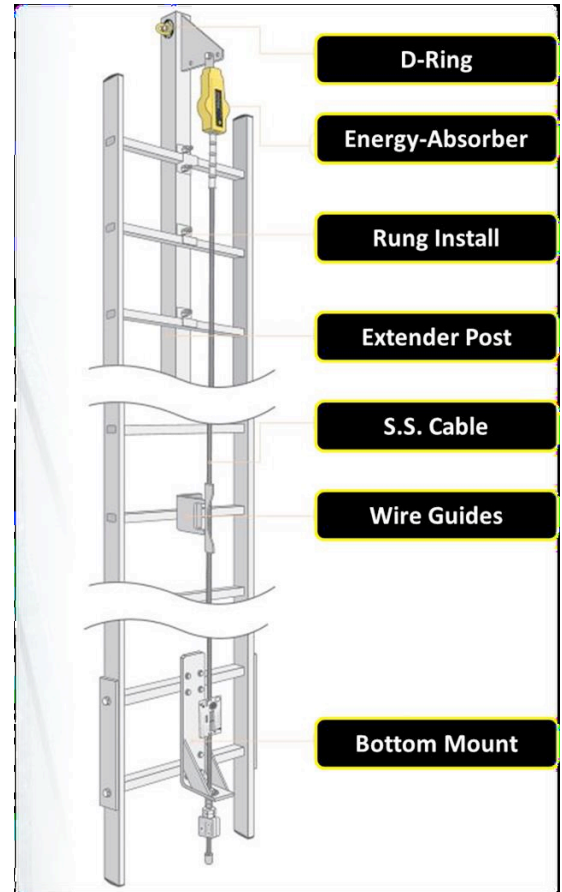 D-Ring
Energy-Absorber
Rung Install
Extender Post
S.S. Cable
Wire Guides
Bottom Mount